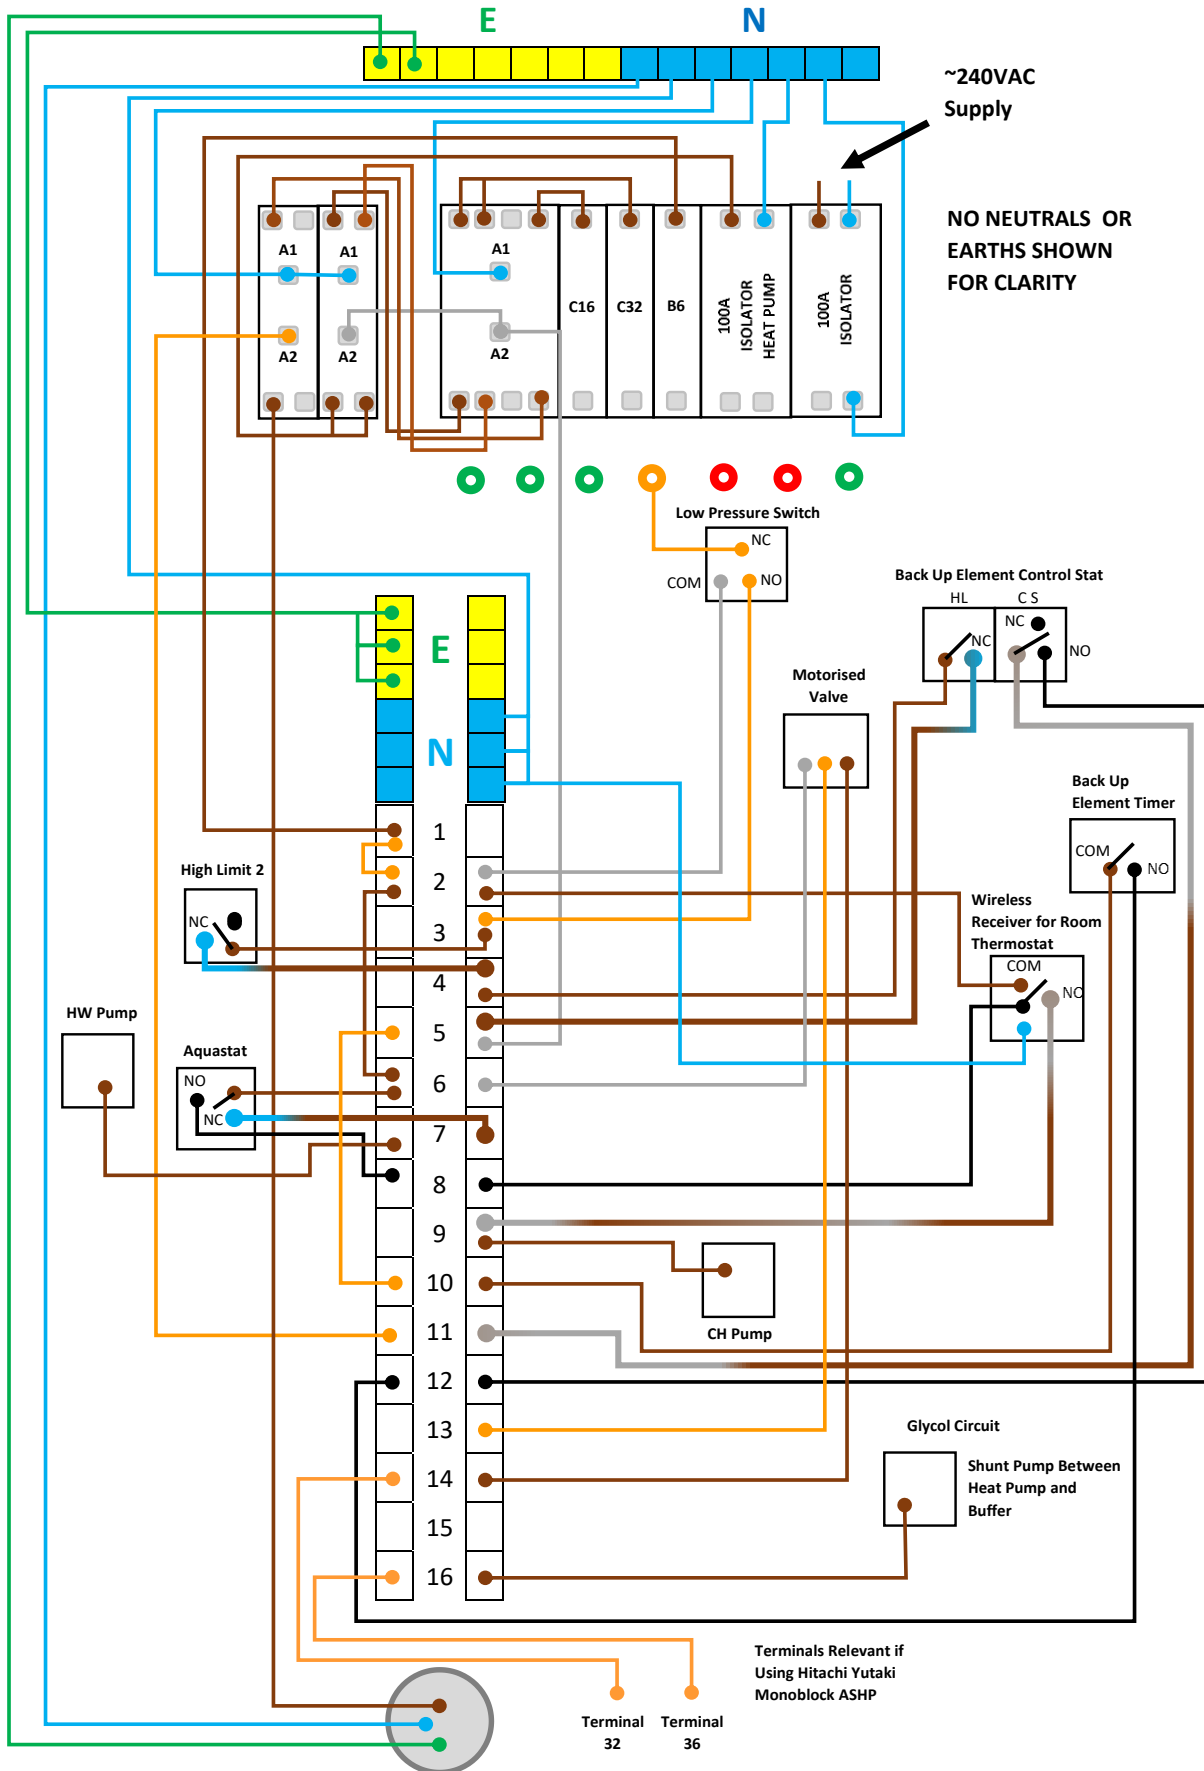 E
N
~240VAC
Supply
NO NEUTRALS OR
EARTHS SHOWN
FOR CLARITY
A1
A1
A1
A2
A2
A2
C16
C32
B6
100A
ISOLATOR
HEAT PUMP
100A
ISOLATOR
Low Pressure Switch
NC
COM
NO
Back Up Element Control Stat
HL
C S
NC
NC
NO
E
N
Motorised
Valve
Back Up
Element Timer
COM
NO
High Limit 2
NC
Wireless
Receiver for Room
Thermostat
COM
NO
HW Pump
Aquastat
NO
NC
1
2
3
4
5
6
7
8
9
10
11
12
13
14
15
16
CH Pump
Glycol Circuit
Shunt Pump Between
Heat Pump and
Buffer
Terminals Relevant if
Using Hitachi Yutaki
Monoblock ASHP
Terminal
32
Terminal
36